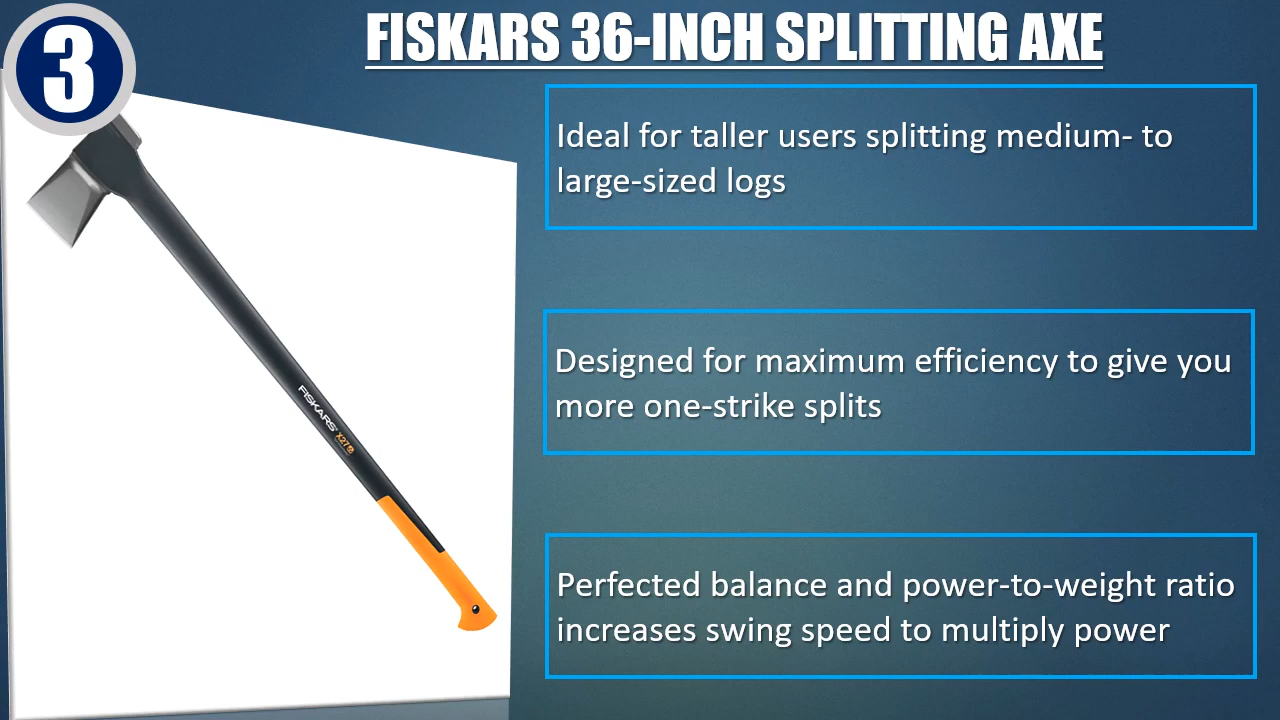 3
FISKARS 36-INCH SPLITTING AXE
Ideal for taller users splitting medium- to
large-sized logs
Designed for maximum efficiency to give you
more one-strike splits
Perfected balance and power-to-weight ratio
increases swing speed to multiply power
FISKARS X27